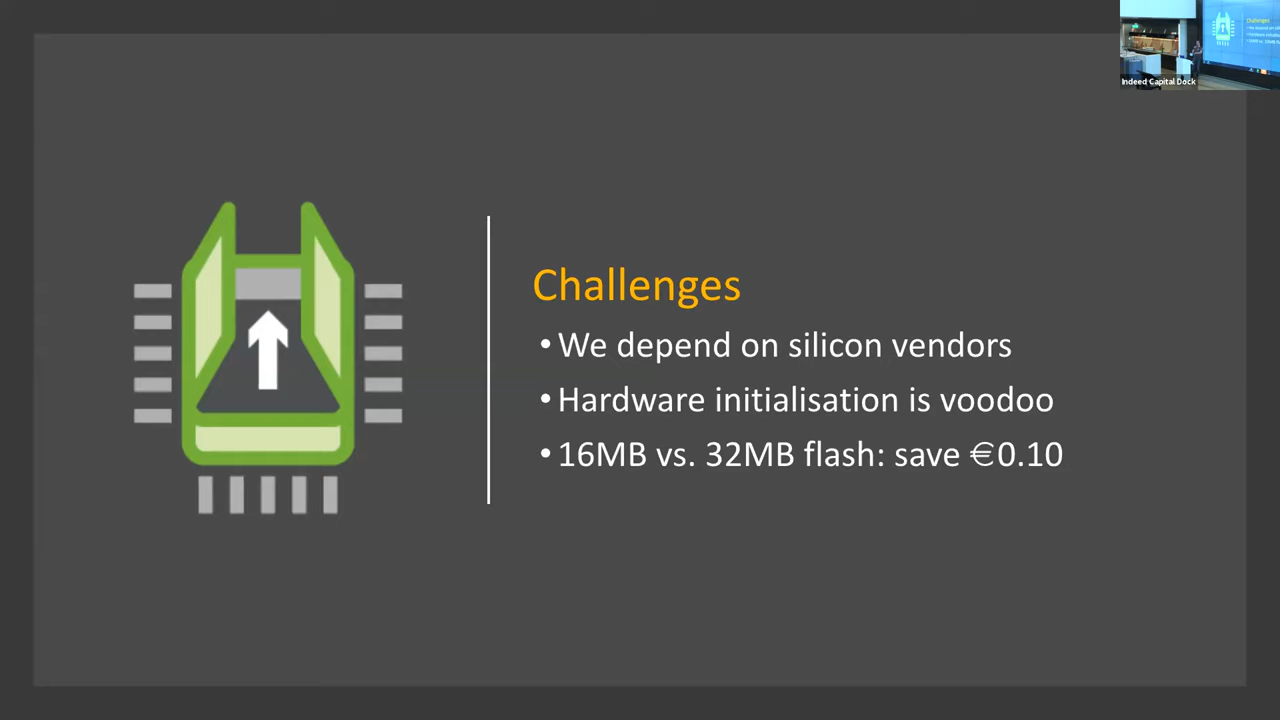 Indeed Capital Dock
Challenges
• We depend on silicon vendors
• Hardware initialisation is voodoo
• 16MB vs. 32MB flash: save €0.10